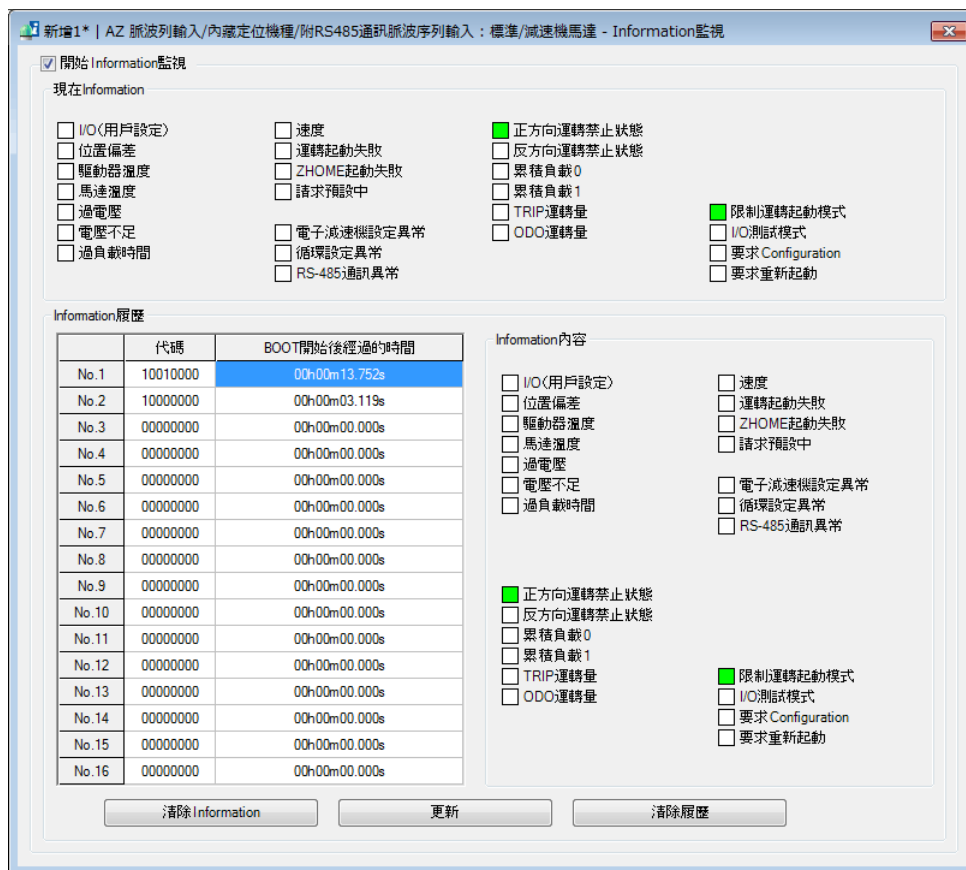 新增1* | AZ 脈波列輸入/內藏定位機種/附RS485通訊脈波序列輸入：標準/減速機馬達 - Information監視
開始Information監視
現在Information
I/O(用戶設定)
位置偏差
驅動器溫度
馬達溫度
過電壓
電壓不足
過負載時間
速度
運轉起動失敗
ZHOME起動失敗
請求預設中
電子減速機設定異常
循環設定異常
RS-485通訊異常
正方向運轉禁止狀態
反方向運轉禁止狀態
累積負載0
累積負載1
TRIP運轉量
ODO運轉量
限制運轉起動模式
I/O測試模式
要求Configuration
要求重新起動
Information履歷
代碼 BOOT開始後經過的時間
No.1 10010000 00h00m13.752s
No.2 10000000 00h00m03.119s
No.3 00000000 00h00m00.000s
No.4 00000000 00h00m00.000s
No.5 00000000 00h00m00.000s
No.6 00000000 00h00m00.000s
No.7 00000000 00h00m00.000s
No.8 00000000 00h00m00.000s
No.9 00000000 00h00m00.000s
No.10 00000000 00h00m00.000s
No.11 00000000 00h00m00.000s
No.12 00000000 00h00m00.000s
No.13 00000000 00h00m00.000s
No.14 00000000 00h00m00.000s
No.15 00000000 00h00m00.000s
No.16 00000000 00h00m00.000s
Information內容
I/O(用戶設定)
位置偏差
驅動器溫度
馬達溫度
過電壓
電壓不足
過負載時間
速度
運轉起動失敗
ZHOME起動失敗
請求預設中
電子減速機設定異常
循環設定異常
RS-485通訊異常
正方向運轉禁止狀態
反方向運轉禁止狀態
累積負載0
累積負載1
TRIP運轉量
ODO運轉量
限制運轉起動模式
I/O測試模式
要求Configuration
要求重新起動
清除Information
更新
清除履歷